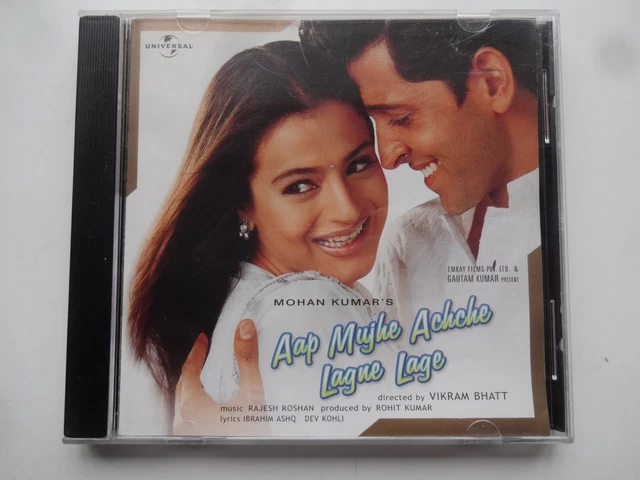 UNIVERSAL
EMKAY FILMS PVT. LTD. &
GAUTAM KUMAR PRESENT
MOHAN KUMAR'S
Aap Mujhe Achche
Lagne Lage
directed by VIKRAM BHATT
music RAJESH ROSHAN produced by ROHIT KUMAR
lyrics IBRAHIM ASHQ DEV KOHLI